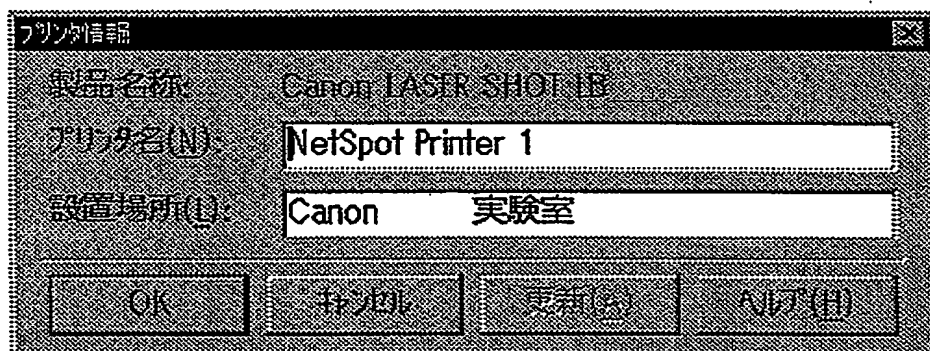 プリンタ情報
製品名称: Canon LASER SHOT
プリンタ名(N): NetSpot Printer 1
設置場所(L): Canon 実験室
OK キャンセル 更新(A) ヘルプ(H)